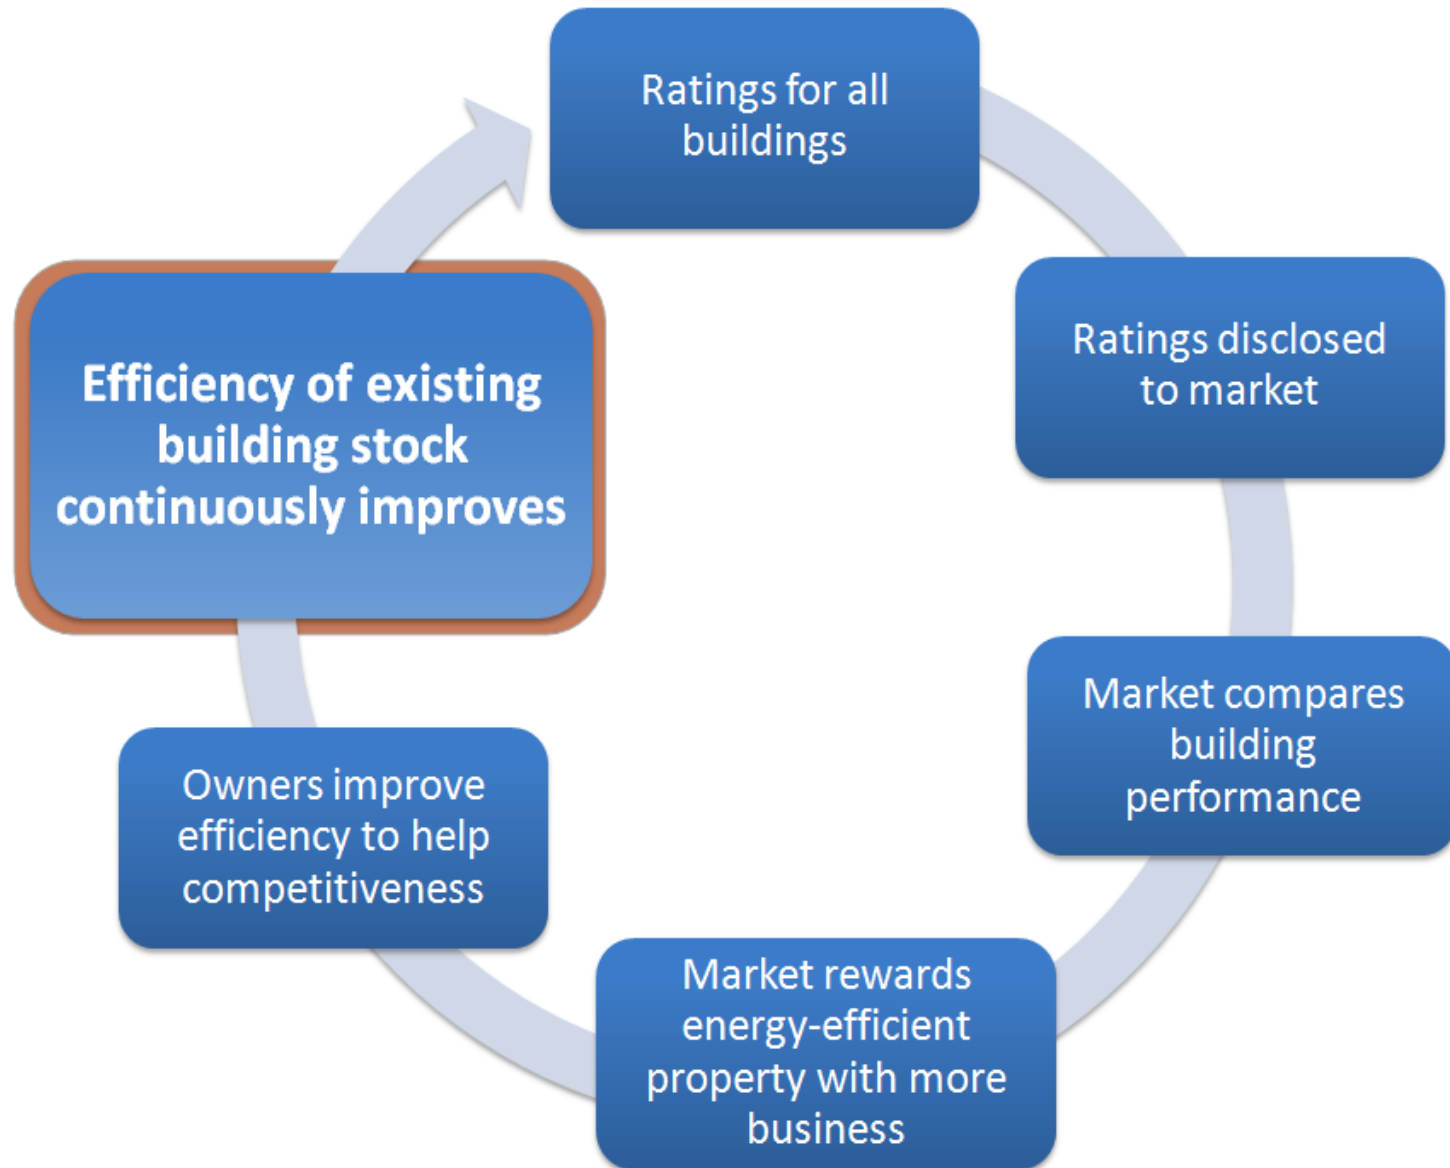 Ratings for all
buildings
Ratings disclosed
to market
Market compares
building
performance
Market rewards
energy-efficient
property with more
business
Owners improve
efficiency to help
competitiveness
Efficiency of existing
building stock
continuously improves